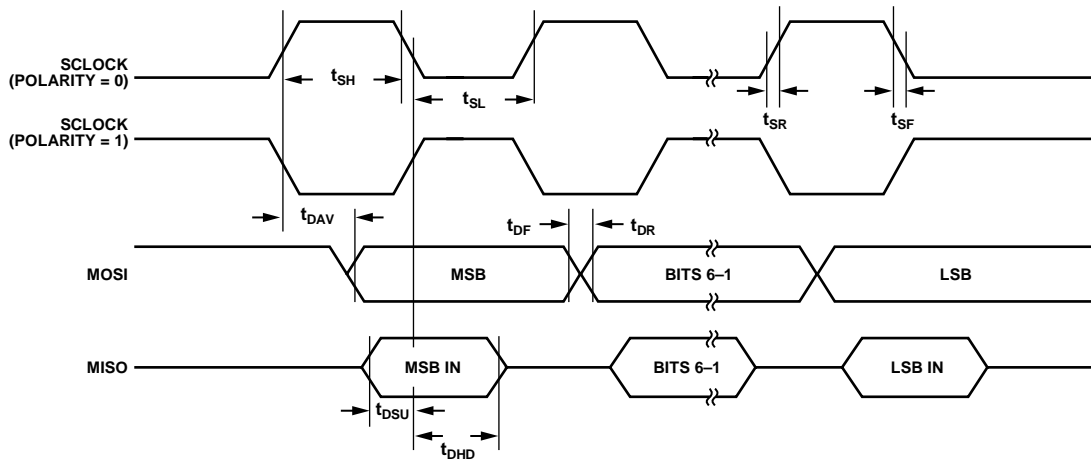 SCLOCK
(POLARITY = 0)
tSH
tSL
tSR
tSF
SCLOCK
(POLARITY = 1)
tDAV
tDF
tDR
MOSI
MSB
BITS 6–1
LSB
MISO
MSB IN
BITS 6–1
LSB IN
tDSU
tDHD